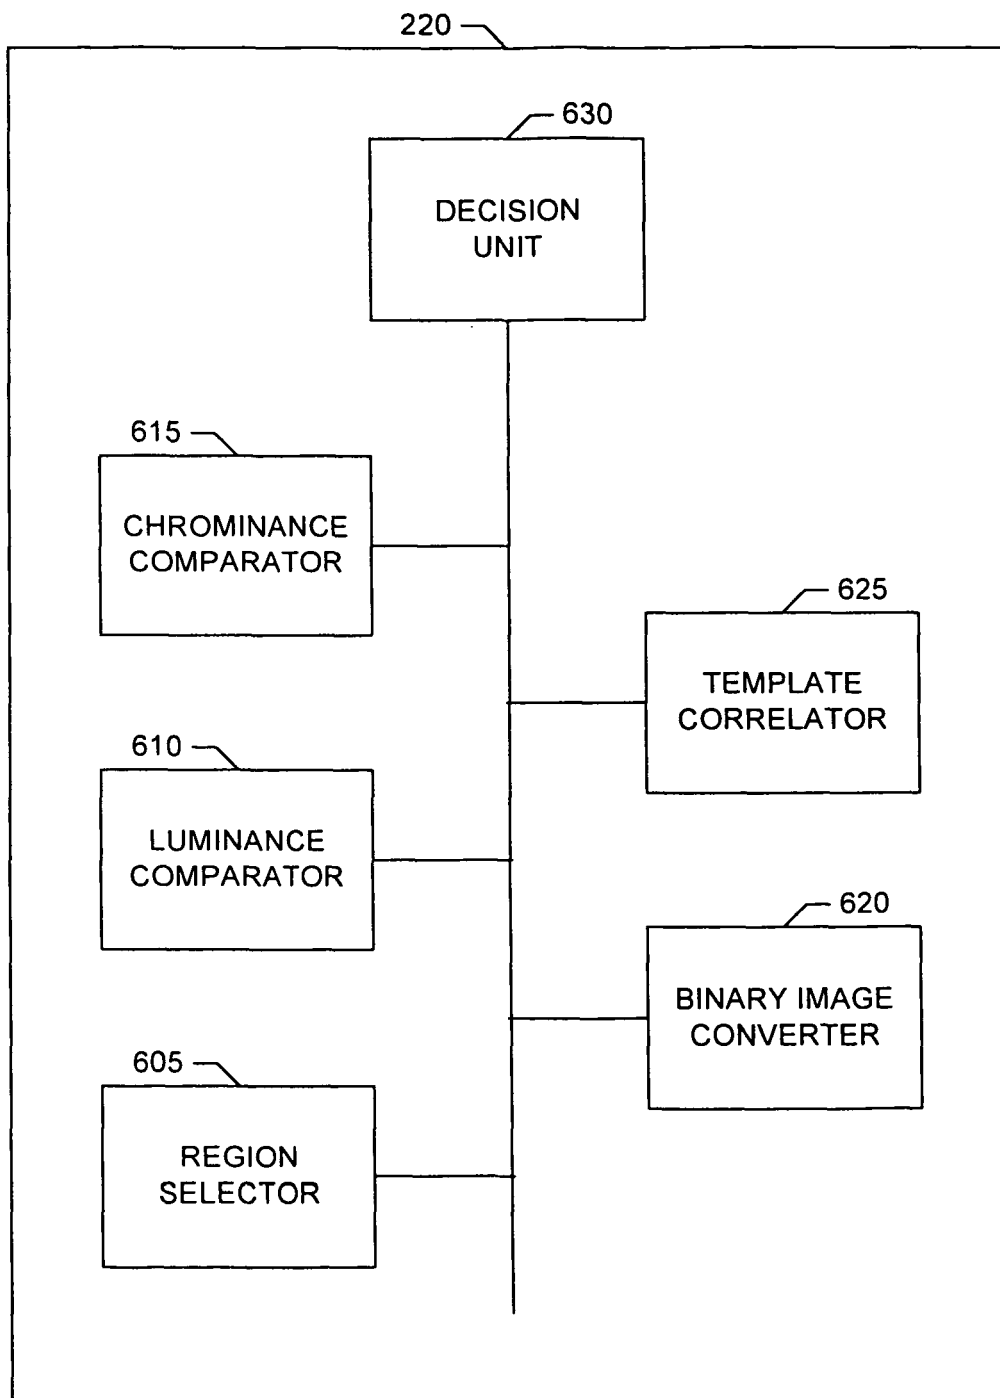 220
630
DECISION
UNIT
615
CHROMINANCE
COMPARATOR
625
TEMPLATE
CORRELATOR
610
LUMINANCE
COMPARATOR
620
BINARY IMAGE
CONVERTER
605
REGION
SELECTOR